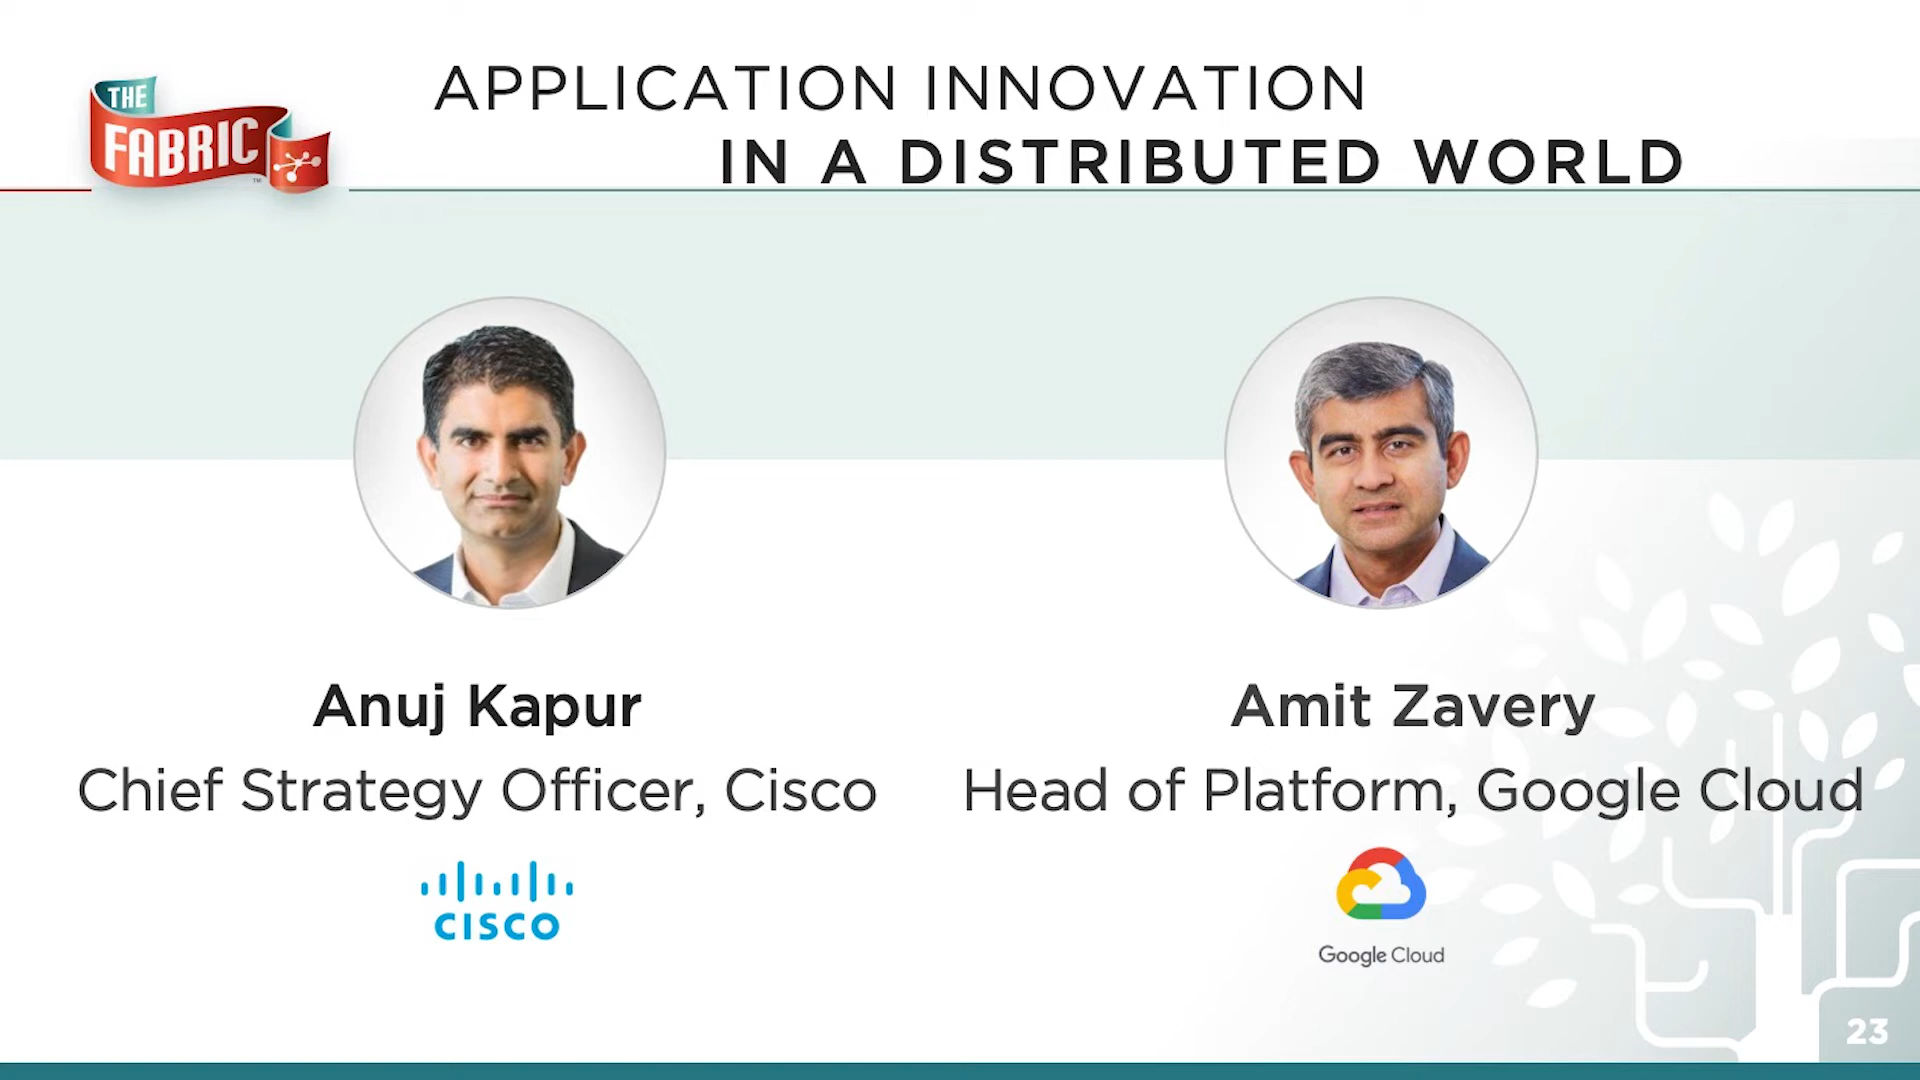 THE
FABRIC
TM
APPLICATION INNOVATION
IN A DISTRIBUTED WORLD
Anuj Kapur
Chief Strategy Officer, Cisco
CISCO
Amit Zavery
Head of Platform, Google Cloud
Google Cloud
23